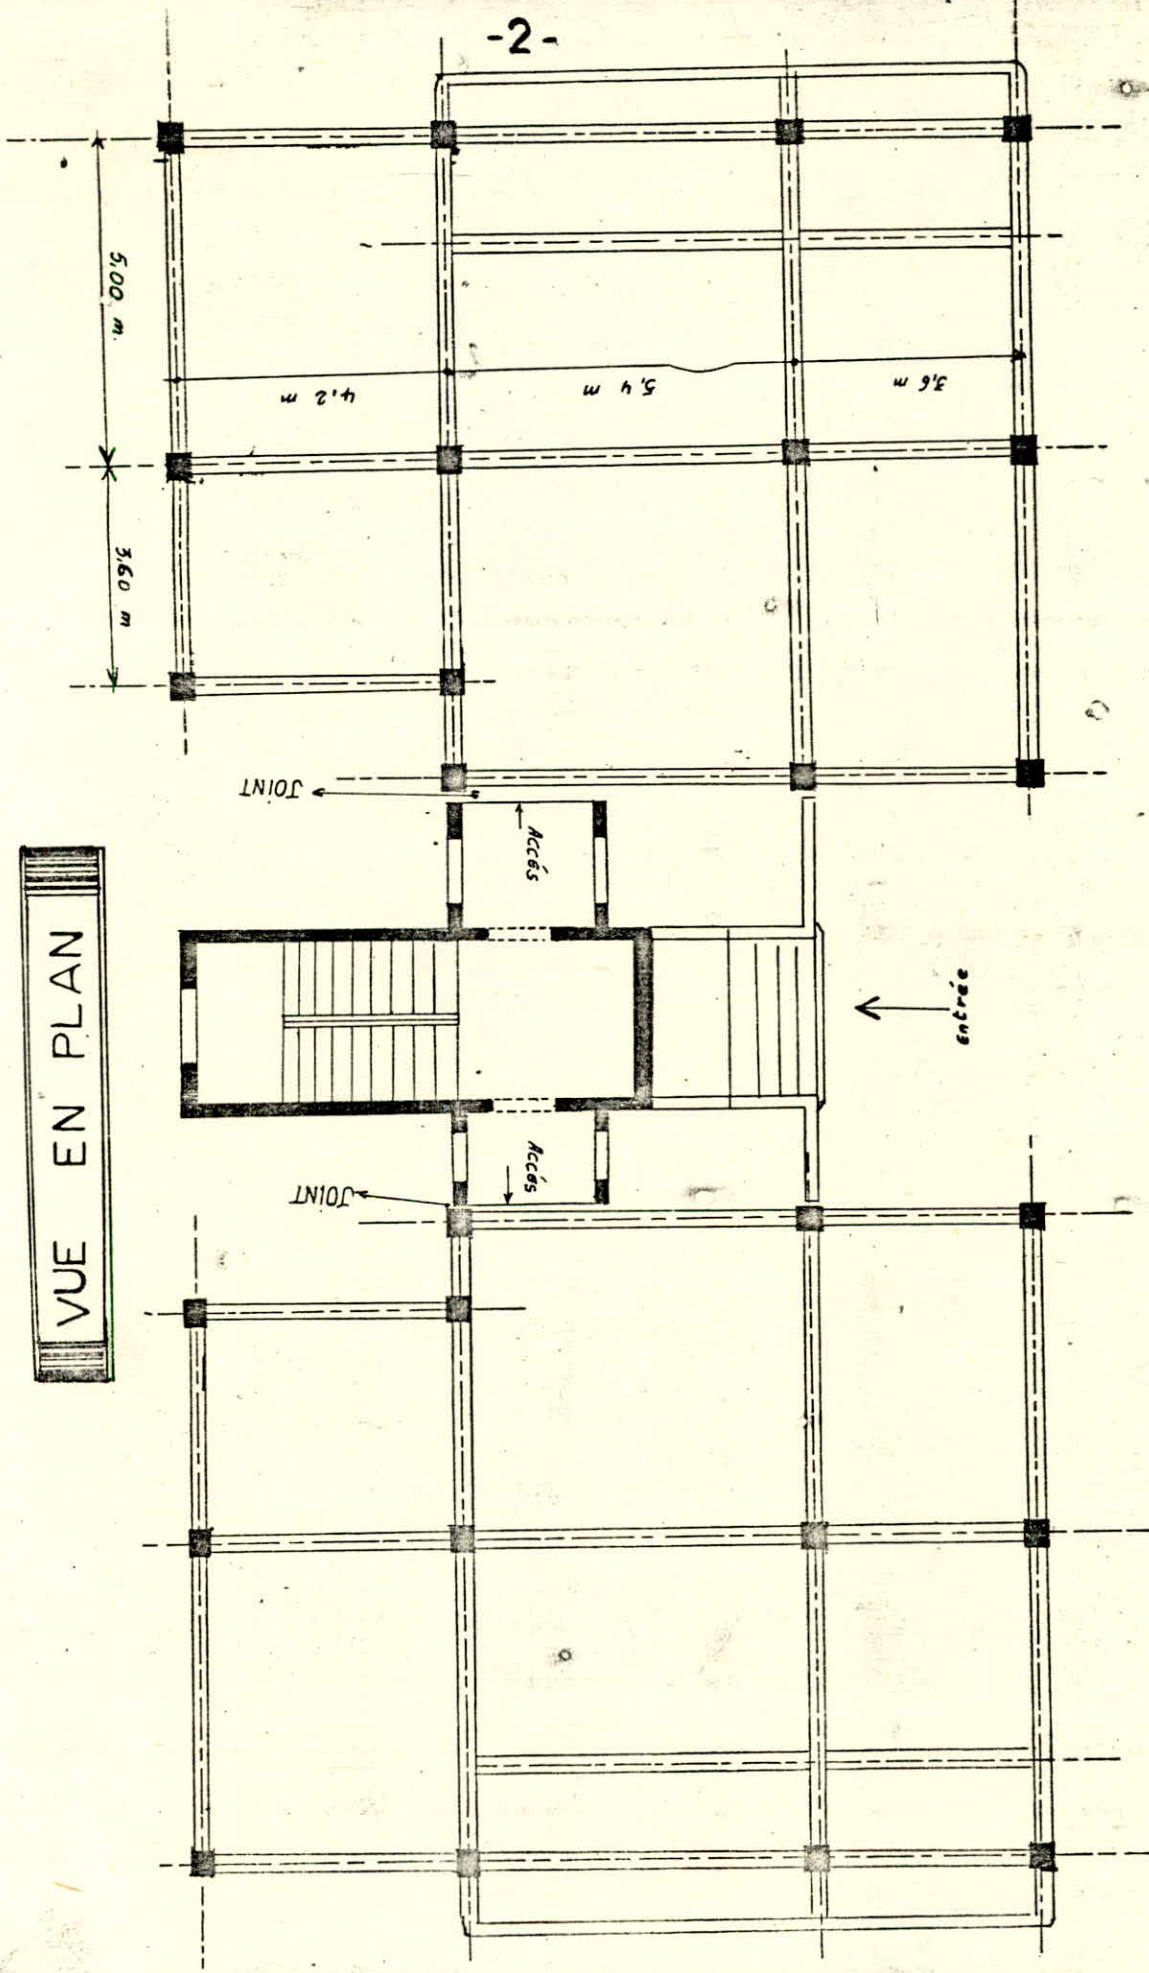 -2-
5,00 m.
4,2 m
5,4 m
3,6 m
3,60 m
JOINT
Accés
VUE EN PLAN
Entrée
Accés
JOINT